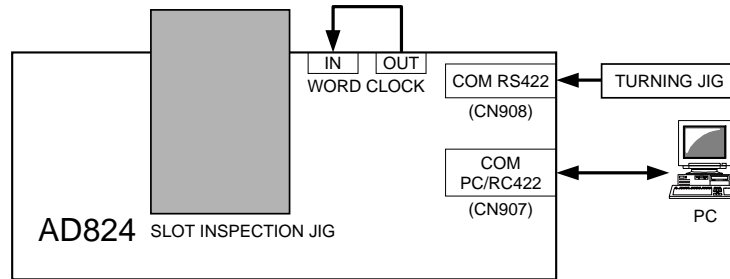 IN OUT
WORD CLOCK
COM RS422
(CN908)
TURNING JIG
COM
PC/RC422
(CN907)
PC
AD824 SLOT INSPECTION JIG